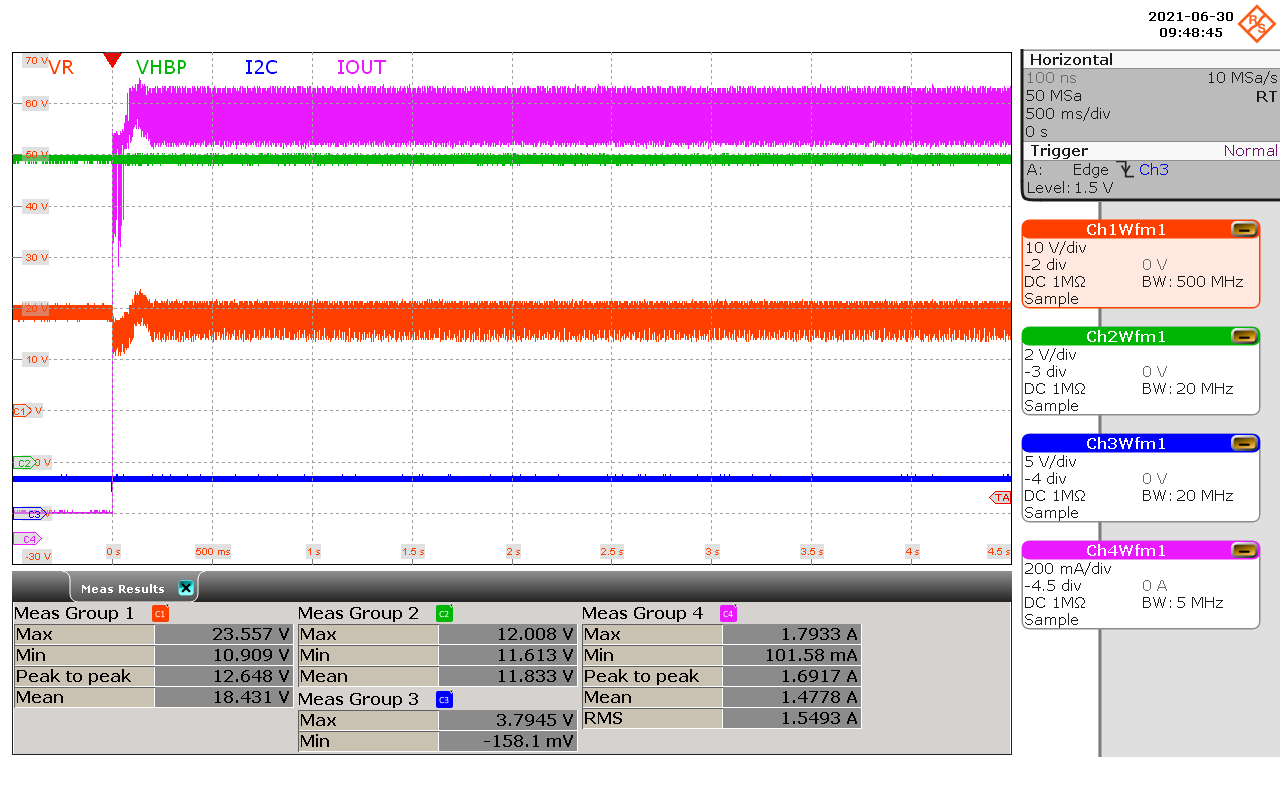 2021-06-30
09:48:45
R S
VR VHBP I2C IOUT
70 V
60 V
50 V
40 V
30 V
20 V
10 V
C1 V
C2 0 V
C3
C4
-30 V
TA
0 s 500 ms 1 s 1.5 s 2 s 2.5 s 3 s 3.5 s 4 s 4.5 s
Horizontal
100 ns 10 MSa/s
50 MSa RT
500 ms/div
0 s
Trigger Normal
A: Edge Ch3
Level: 1.5 V
Ch1Wfm1
10 V/div
-2 div 0 V
DC 1MΩ BW: 500 MHz
Sample
Ch2Wfm1
2 V/div
-3 div 0 V
DC 1MΩ BW: 20 MHz
Sample
Ch3Wfm1
5 V/div
-4 div 0 V
DC 1MΩ BW: 20 MHz
Sample
Ch4Wfm1
200 mA/div
-4.5 div 0 A
DC 1MΩ BW: 5 MHz
Sample
Meas Results
Meas Group 1 C1
Max 23.557 V
Min 10.909 V
Peak to peak 12.648 V
Mean 18.431 V
Meas Group 2 C2
Max 12.008 V
Min 11.613 V
Mean 11.833 V
Meas Group 3 C3
Max 3.7945 V
Min -158.1 mV
Meas Group 4 C4
Max 1.7933 A
Min 101.58 mA
Peak to peak 1.6917 A
Mean 1.4778 A
RMS 1.5493 A